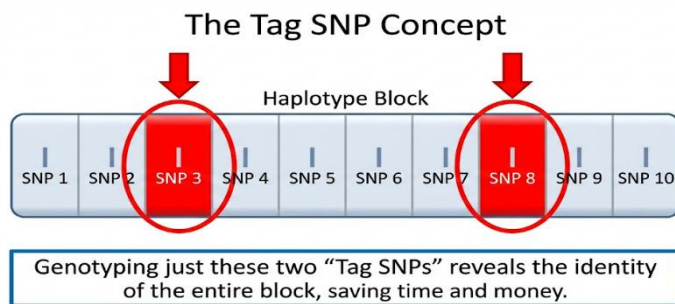 The Tag SNP Concept
Haplotype Block
SNP 1 SNP 2 SNP 3 SNP 4 SNP 5 SNP 6 SNP 7 SNP 8 SNP 9 SNP 10
Genotyping just these two “Tag SNPs” reveals the identity
of the entire block, saving time and money.